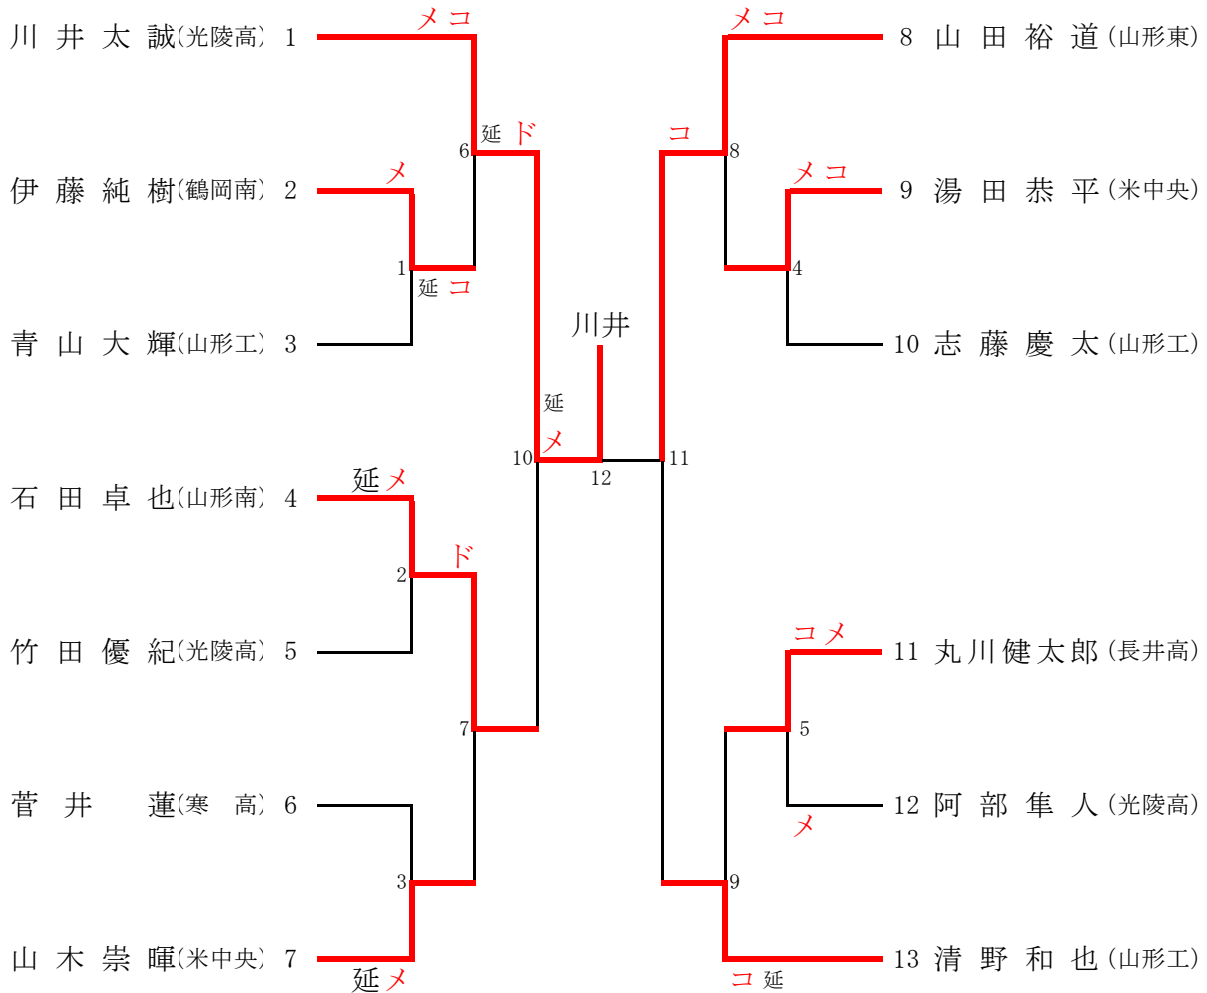 メコ
メコ
川井太誠(光陵高) 1
8 山田裕道(山形東)
延 ド
コ
6
8
メ
メコ
伊藤純樹(鶴岡南) 2
9 湯田恭平(米中央)
1
4
延 コ
川井
青山大輝(山形工) 3
10 志藤慶太(山形工)
延
メ
10
11
12
延メ
石田卓也(山形南) 4
ド
2
コメ
竹田優紀(光陵高) 5
11 丸川健太郎(長井高)
7
5
菅井 蓮(寒 高) 6
12 阿部隼人(光陵高)
メ
3
9
山木崇暉(米中央) 7
13 清野和也(山形工)
延メ
コ 延